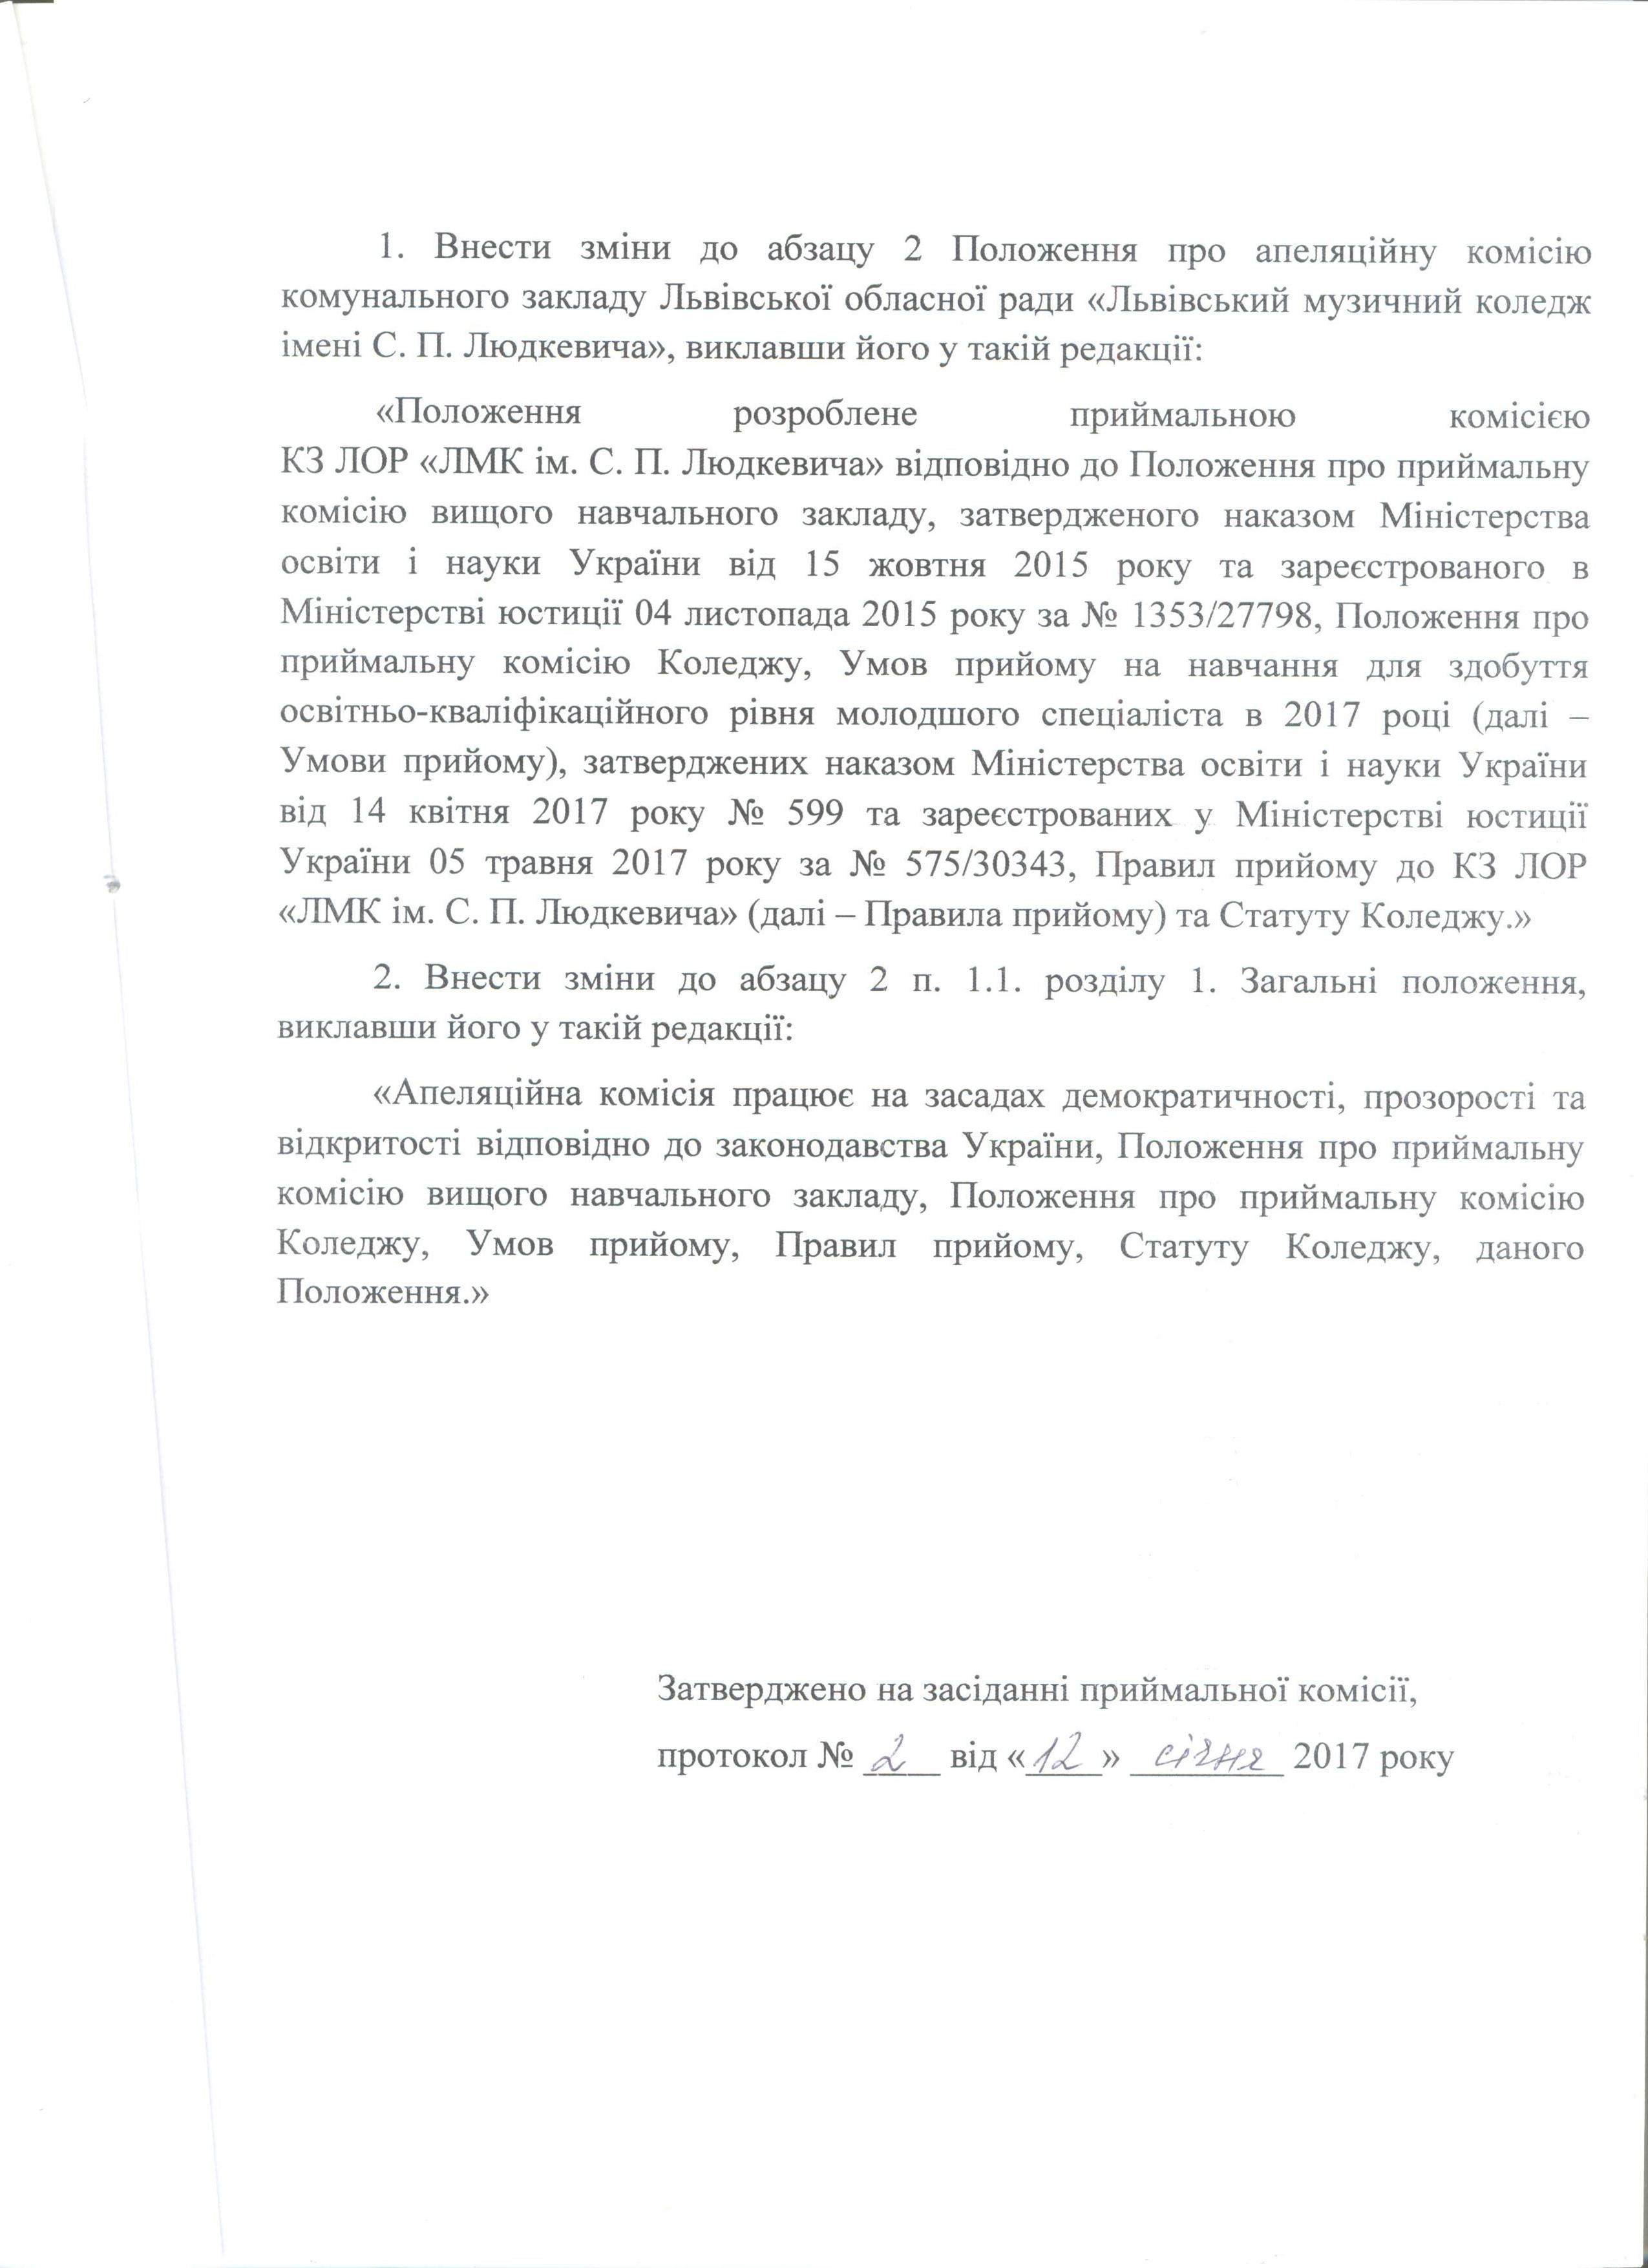 1. Внести зміни до абзацу 2 Положення про апеляційну комісію
комунального закладу Львівської обласної ради «Львівський музичний коледж
імені С. П. Людкевича», виклавши його у такій редакції:
«Положення розроблене приймальною комісією
КЗ ЛОР «ЛМК ім. С. П. Людкевича» відповідно до Положення про приймальну
комісію вищого навчального закладу, затвердженого наказом Міністерства
освіти і науки України від 15 жовтня 2015 року та зареєстрованого в
Міністерстві юстиції 04 листопада 2015 року за № 1353/27798, Положення про
приймальну комісію Коледжу, Умов прийому на навчання для здобуття
освітньо-кваліфікаційного рівня молодшого спеціаліста в 2017 році (далі –
Умови прийому), затверджених наказом Міністерства освіти і науки України
від 14 квітня 2017 року № 599 та зареєстрованих у Міністерстві юстиції
України 05 травня 2017 року за № 575/30343, Правил прийому до КЗ ЛОР
«ЛМК ім. С. П. Людкевича» (далі – Правила прийому) та Статуту Коледжу.»
2. Внести зміни до абзацу 2 п. 1.1. розділу 1. Загальні положення,
виклавши його у такій редакції:
«Апеляційна комісія працює на засадах демократичності, прозорості та
відкритості відповідно до законодавства України, Положення про приймальну
комісію вищого навчального закладу, Положення про приймальну комісію
Коледжу, Умов прийому, Правил прийому, Статуту Коледжу, даного
Положення.»
Затверджено на засіданні приймальної комісії,
протокол № 2 від «12» січня 2017 року